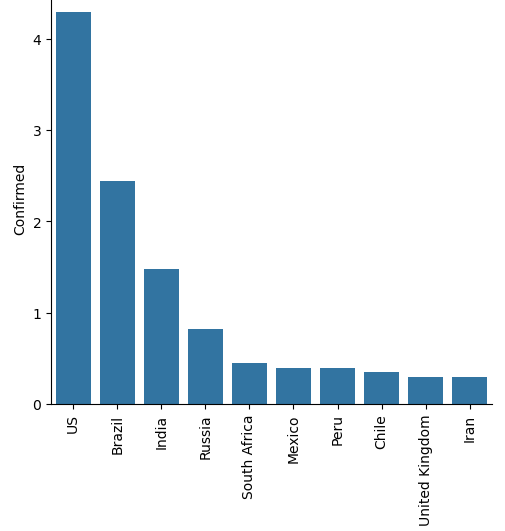 4
3
2
1
0
Confirmed
US
Brazil
India
Russia
South Africa
Mexico
Peru
Chile
United Kingdom
Iran